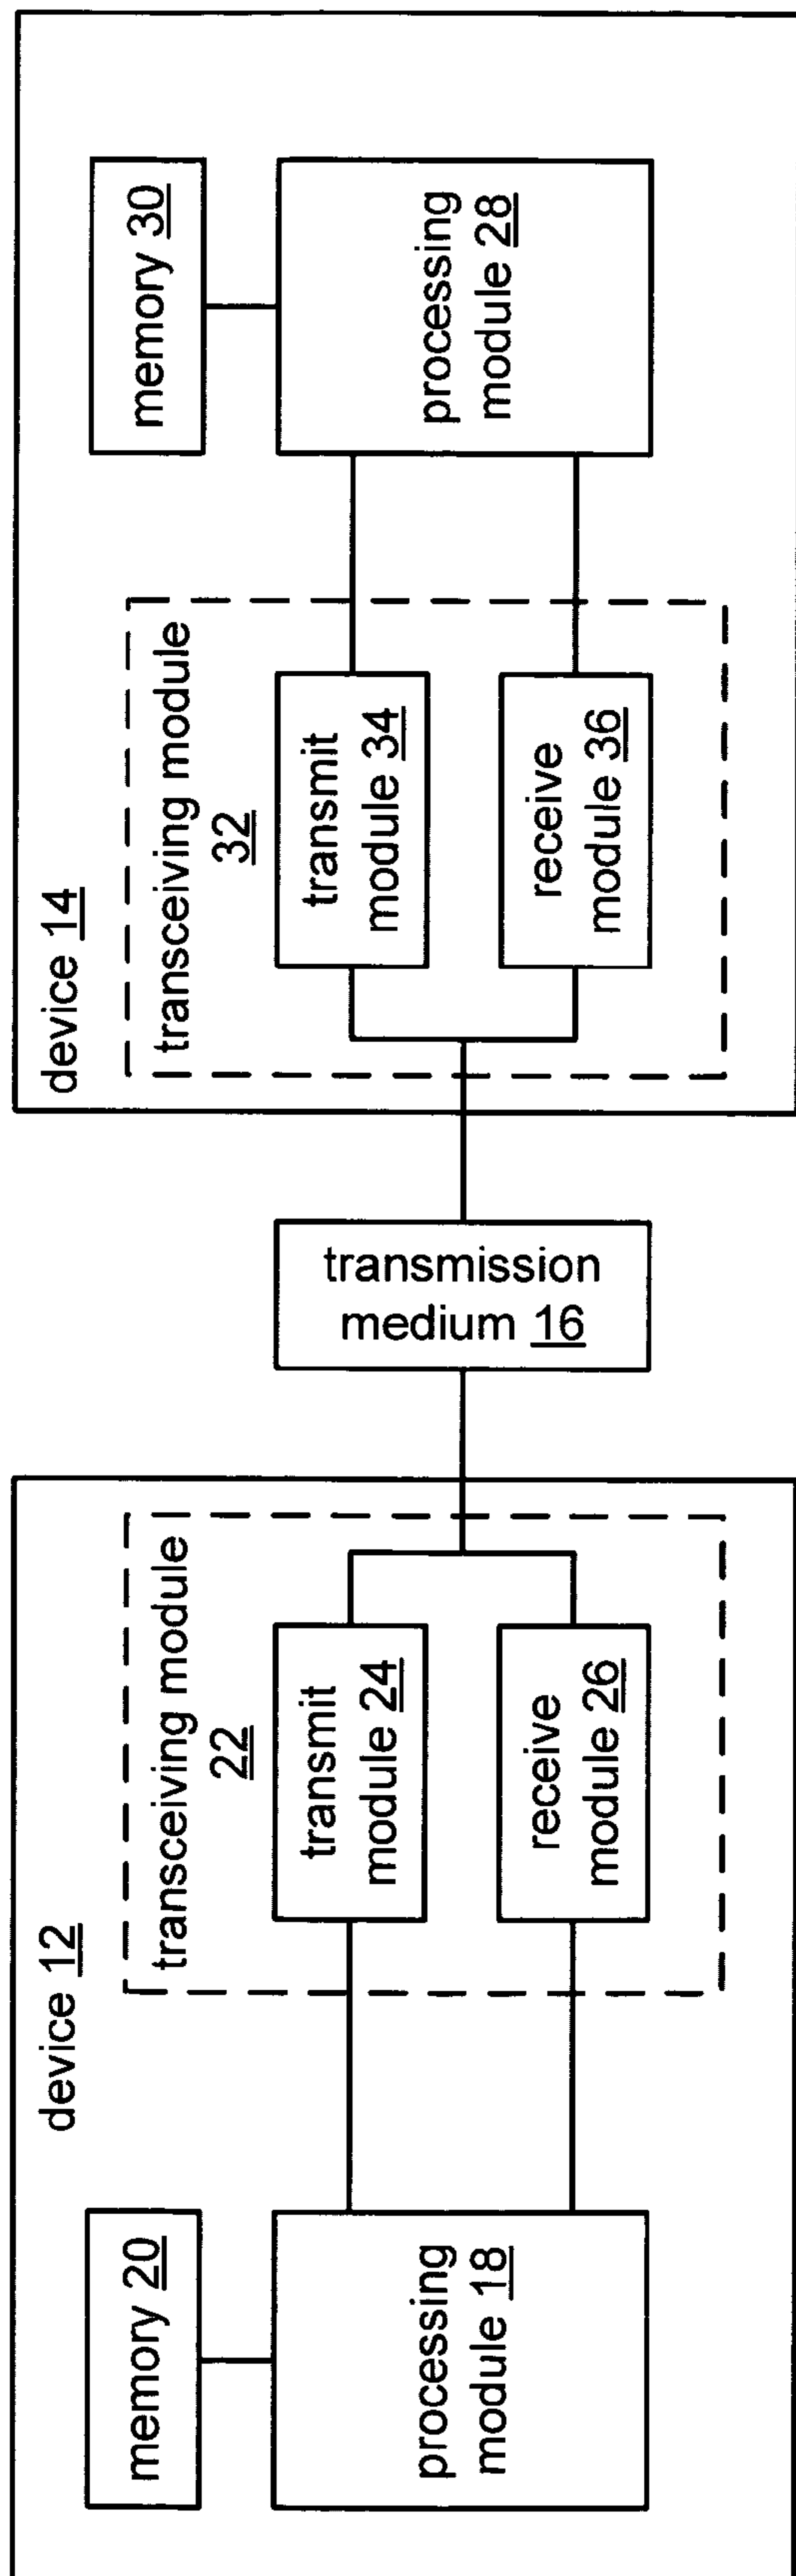 device 12
memory 20
processing
module 18
transceiving module
22
transmit
module 24
receive
module 26
transmission
medium 16
device 14
transceiving module
32
transmit
module 34
receive
module 36
memory 30
processing
module 28